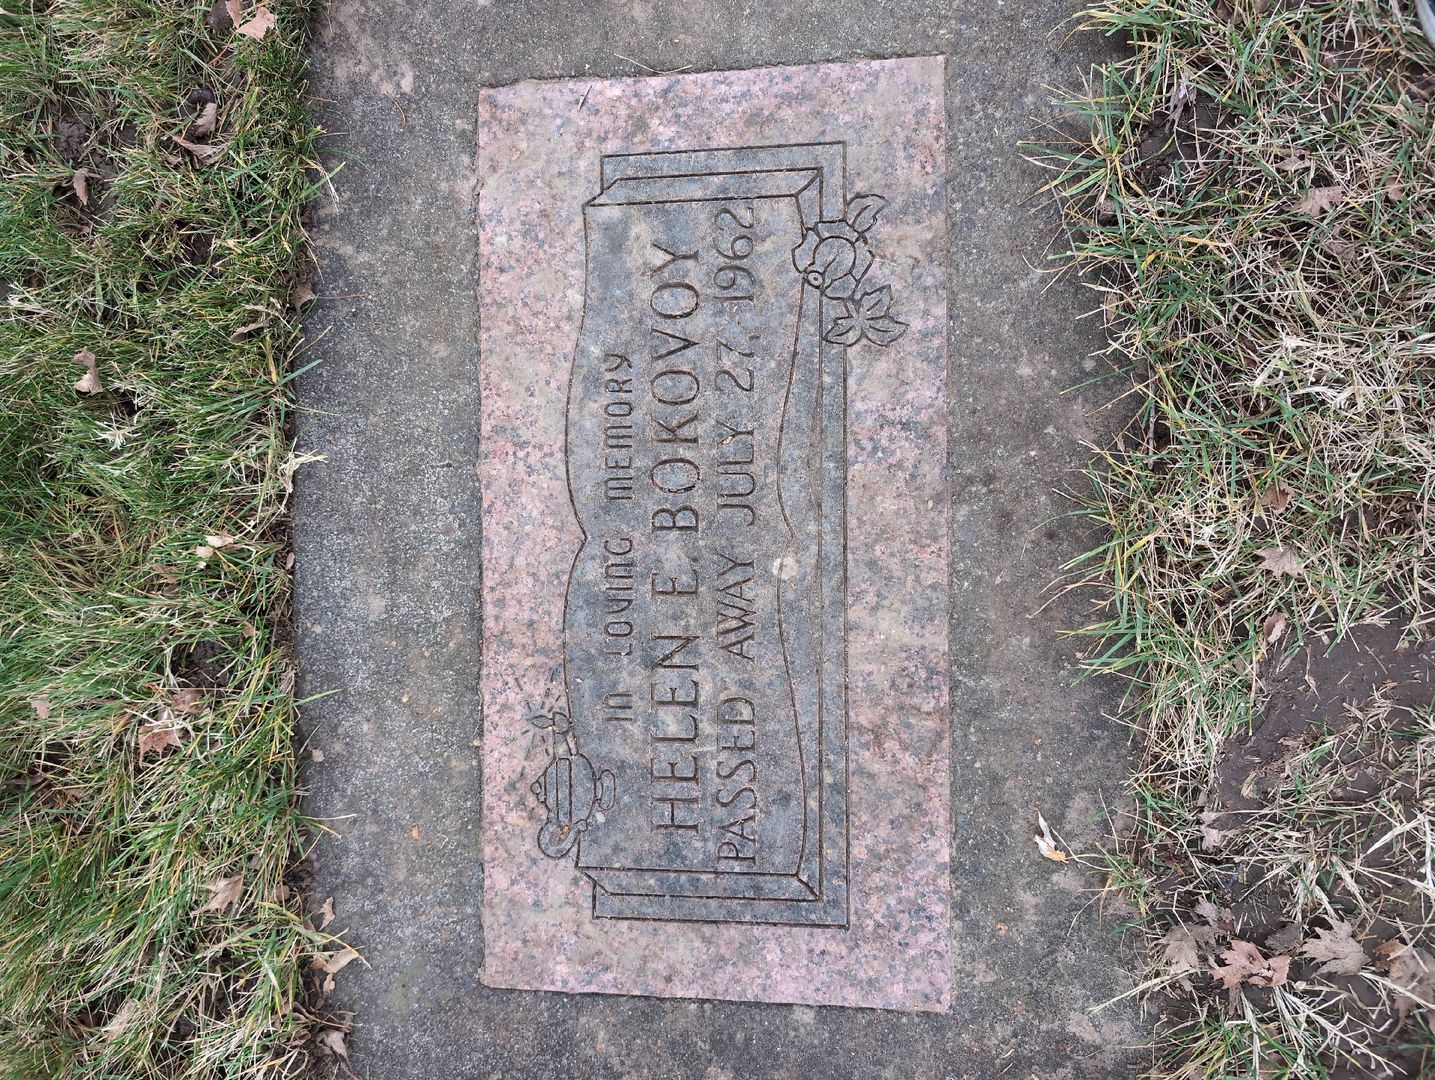 IN LOVING MEMORY
HELEN E. BOKOVOY
PASSED AWAY JULY 27, 1962